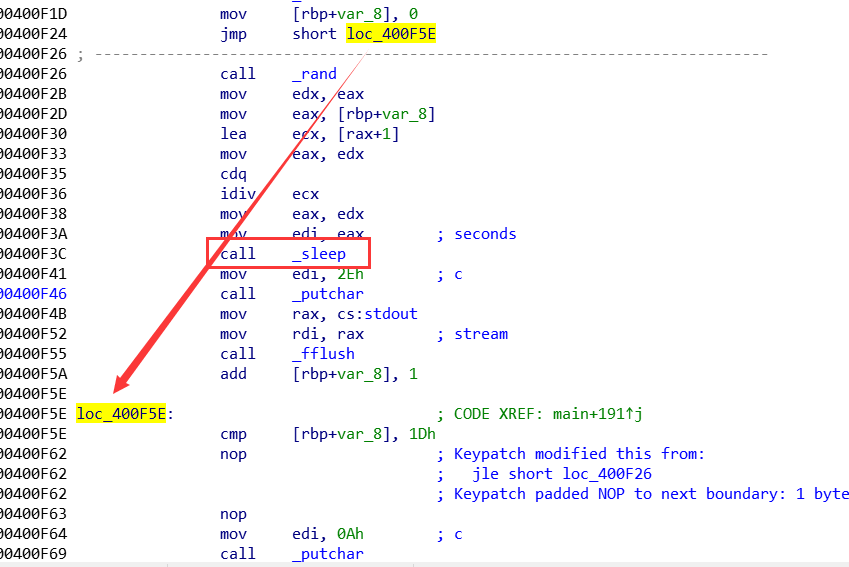 00400F1D mov [rbp+var_8], 0
00400F24 jmp short loc_400F5E
00400F26 ; ---------------------------------------------------------------------------
00400F26 call _rand
00400F2B mov edx, eax
00400F2D mov eax, [rbp+var_8]
00400F30 lea ecx, [rax+1]
00400F33 mov eax, edx
00400F35 cdq
00400F36 idiv ecx
00400F38 mov eax, edx
00400F3A mov edi, eax ; seconds
00400F3C call _sleep
00400F41 mov edi, 2Eh ; c
00400F46 call _putchar
00400F4B mov rax, cs:stdout
00400F52 mov rdi, rax ; stream
00400F55 call _fflush
00400F5A add [rbp+var_8], 1
00400F5E
00400F5E loc_400F5E: ; CODE XREF: main+191↑j
00400F5E cmp [rbp+var_8], 1Dh
00400F62 nop ; Keypatch modified this from:
00400F62 ; jle short loc_400F26
00400F62 ; Keypatch padded NOP to next boundary: 1 byte
00400F63 nop
00400F64 mov edi, 0Ah ; c
00400F69 call _putchar